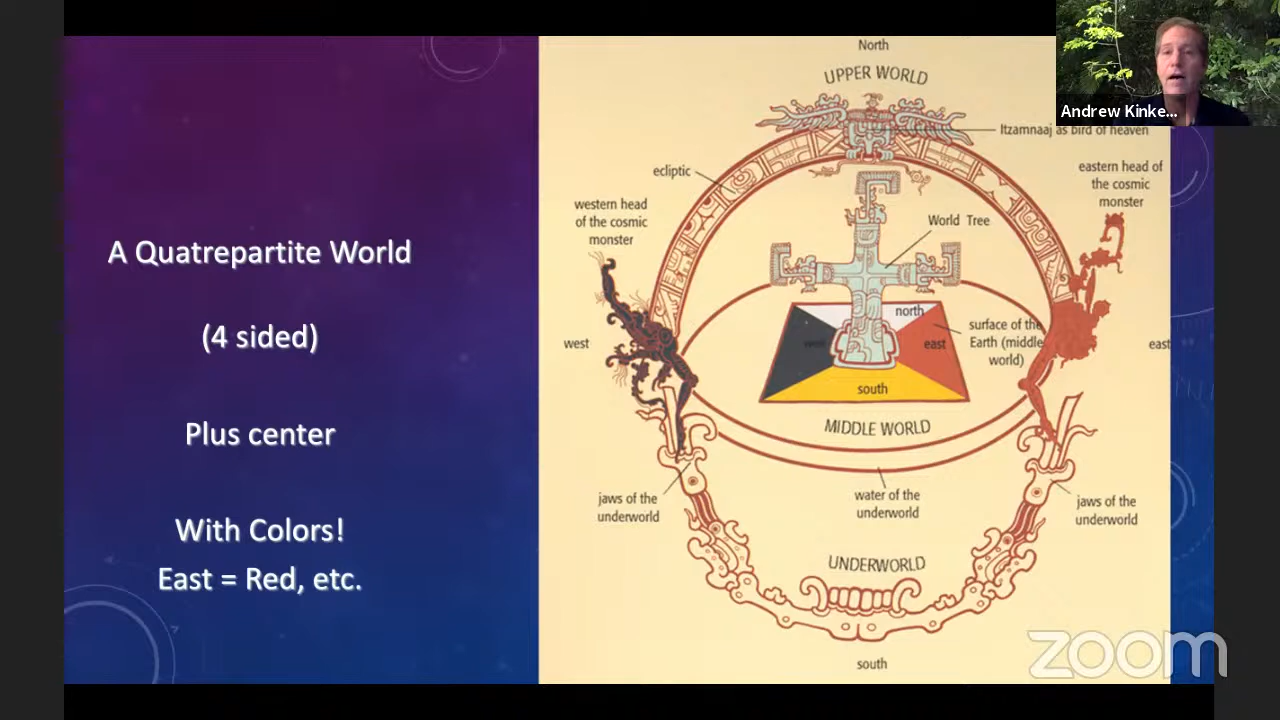 A Quatrepartite World
(4 sided)
Plus center
With Colors!
East = Red, etc.
North
UPPER WORLD
Itzamnaaj as bird of heaven
ecliptic
eastern head of
the cosmic
monster
western head
of the cosmic
monster
World Tree
north
surface of the
Earth (middle
world)
west
west
east
east
south
MIDDLE WORLD
jaws of the
underworld
water of the
underworld
jaws of the
underworld
UNDERWORLD
south
Andrew Kinke...
zoom